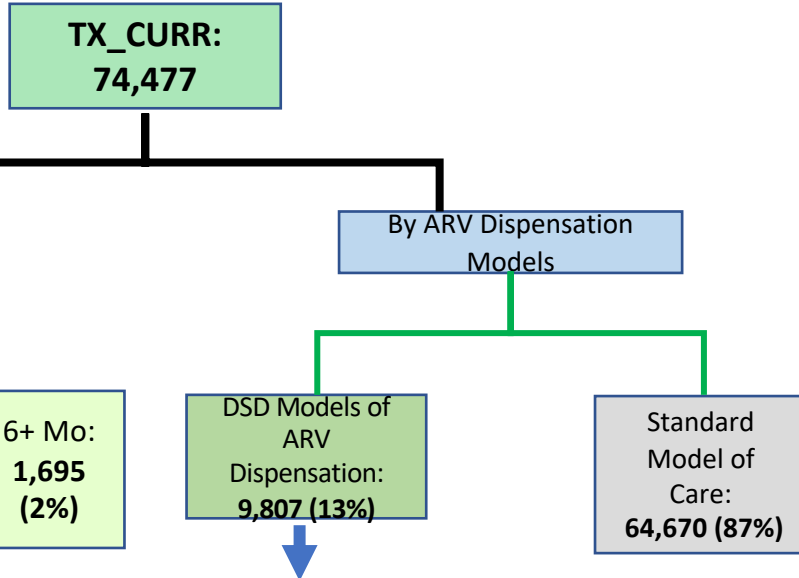 TX_CURR:
74,477
By ARV Dispensation
Models
6+ Mo:
1,695
(2%)
DSD Models of
ARV
Dispensation:
9,807 (13%)
Standard
Model of
Care:
64,670 (87%)